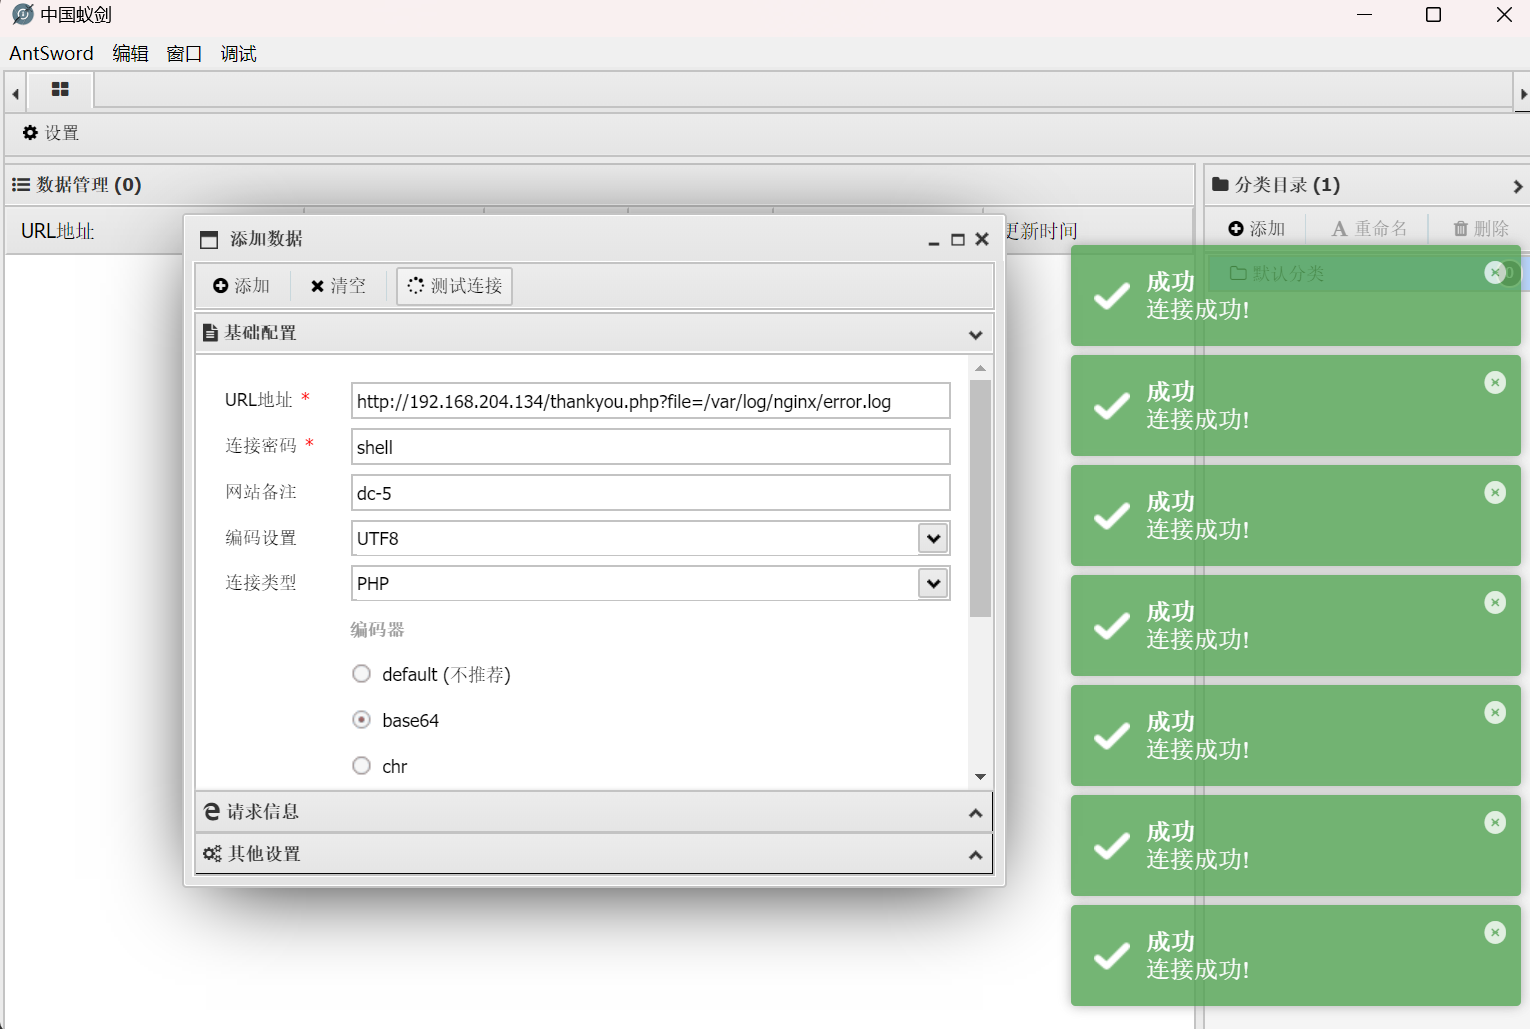 中国蚁剑
AntSword 编辑 窗口 调试
设置
数据管理 (0)
分类目录 (1)
URL地址
更新时间
添加 重命名 删除
默认分类
添加数据
添加 清空 测试连接
基础配置
URL地址 *
http://192.168.204.134/thankyou.php?file=/var/log/nginx/error.log
连接密码 *
shell
网站备注
dc-5
编码设置
UTF8
连接类型
PHP
编码器
default (不推荐)
base64
chr
请求信息
其他设置
成功
连接成功!
成功
连接成功!
成功
连接成功!
成功
连接成功!
成功
连接成功!
成功
连接成功!
成功
连接成功!